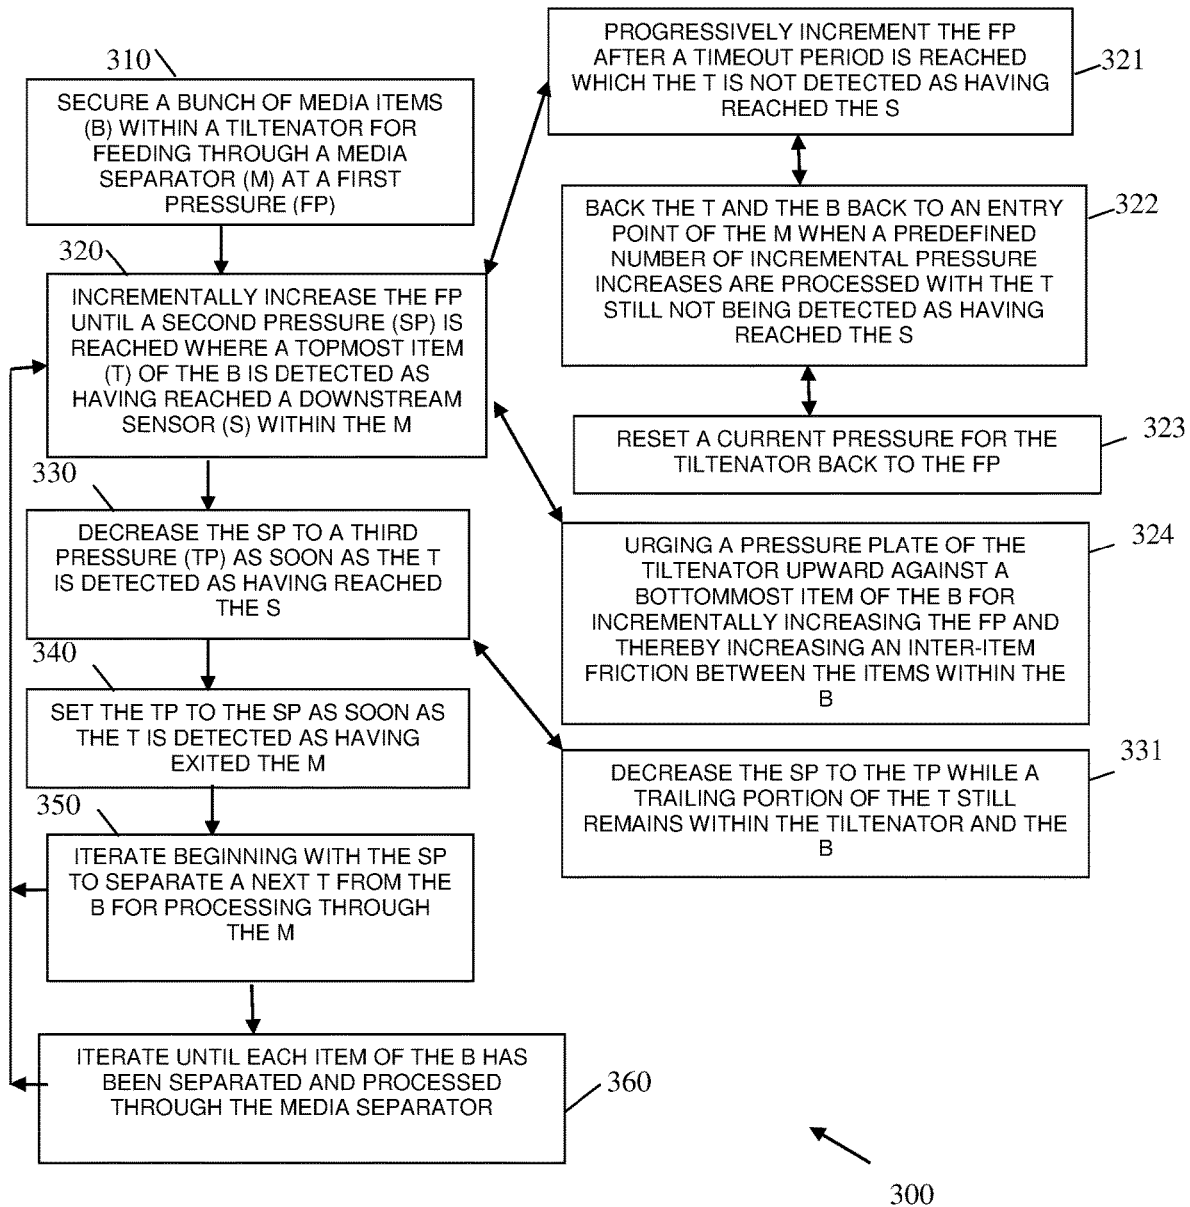 310
SECURE A BUNCH OF MEDIA ITEMS
(B) WITHIN A TILTENATOR FOR
FEEDING THROUGH A MEDIA
SEPARATOR (M) AT A FIRST
PRESSURE (FP)
320
INCREMENTALLY INCREASE THE FP
UNTIL A SECOND PRESSURE (SP) IS
REACHED WHERE A TOPMOST ITEM
(T) OF THE B IS DETECTED AS
HAVING REACHED A DOWNSTREAM
SENSOR (S) WITHIN THE M
330
DECREASE THE SP TO A THIRD
PRESSURE (TP) AS SOON AS THE T
IS DETECTED AS HAVING REACHED
THE S
340
SET THE TP TO THE SP AS SOON AS
THE T IS DETECTED AS HAVING
EXITED THE M
350
ITERATE BEGINNING WITH THE SP
TO SEPARATE A NEXT T FROM THE
B FOR PROCESSING THROUGH
THE M
ITERATE UNTIL EACH ITEM OF THE B HAS
BEEN SEPARATED AND PROCESSED
THROUGH THE MEDIA SEPARATOR
360
PROGRESSIVELY INCREMENT THE FP
AFTER A TIMEOUT PERIOD IS REACHED
WHICH THE T IS NOT DETECTED AS HAVING
REACHED THE S
321
BACK THE T AND THE B BACK TO AN ENTRY
POINT OF THE M WHEN A PREDEFINED
NUMBER OF INCREMENTAL PRESSURE
INCREASES ARE PROCESSED WITH THE T
STILL NOT BEING DETECTED AS HAVING
REACHED THE S
322
RESET A CURRENT PRESSURE FOR THE
TILTENATOR BACK TO THE FP
323
URGING A PRESSURE PLATE OF THE
TILTENATOR UPWARD AGAINST A
BOTTOMMOST ITEM OF THE B FOR
INCREMENTALLY INCREASING THE FP AND
THEREBY INCREASING AN INTER-ITEM
FRICTION BETWEEN THE ITEMS WITHIN THE
B
324
DECREASE THE SP TO THE TP WHILE A
TRAILING PORTION OF THE T STILL
REMAINS WITHIN THE TILTENATOR AND THE
B
331
300